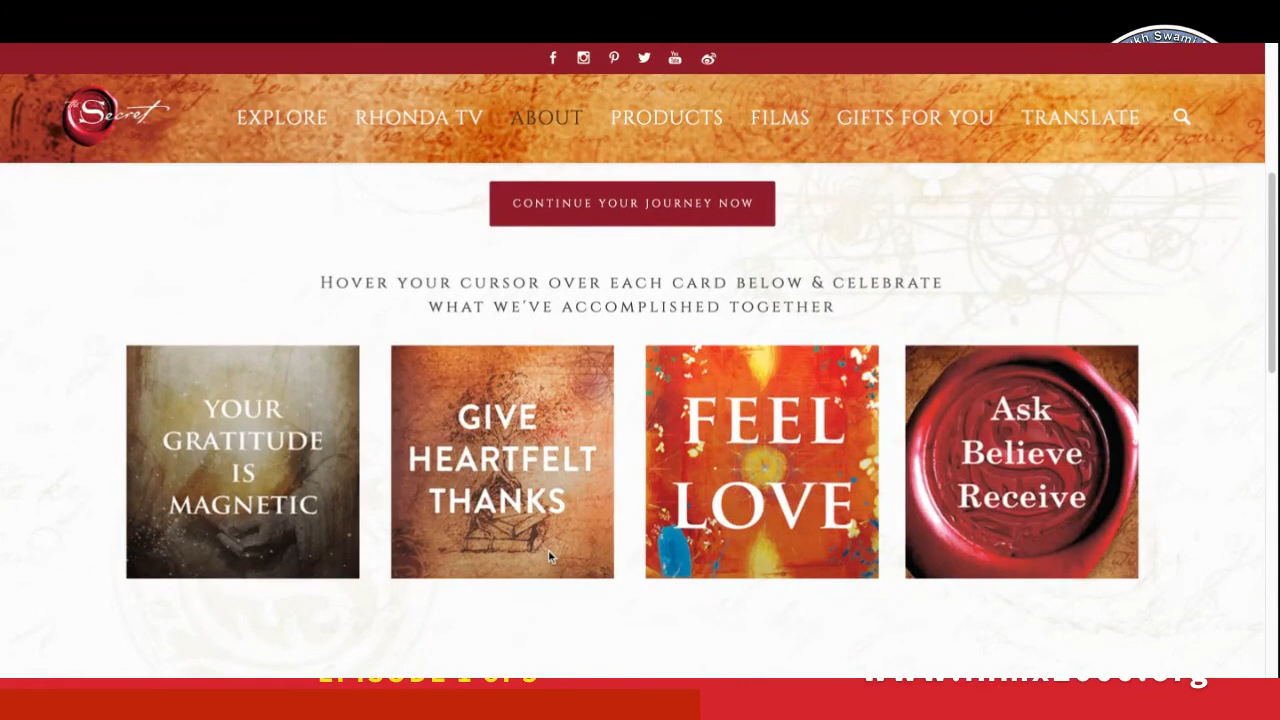 ikh Swami
the Secret
EXPLORE RHONDA TV ABOUT PRODUCTS FILMS GIFTS FOR YOU TRANSLATE
CONTINUE YOUR JOURNEY NOW
HOVER YOUR CURSOR OVER EACH CARD BELOW & CELEBRATE
WHAT WE'VE ACCOMPLISHED TOGETHER
YOUR
GRATITUDE
IS
MAGNETIC
GIVE
HEARTFELT
THANKS
FEEL
LOVE
Ask
Believe
Receive